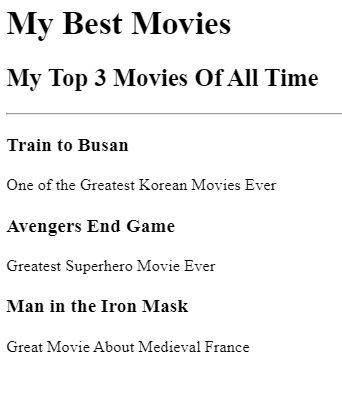 My Best Movies
My Top 3 Movies Of All Time
Train to Busan
One of the Greatest Korean Movies Ever
Avengers End Game
Greatest Superhero Movie Ever
Man in the Iron Mask
Great Movie About Medieval France